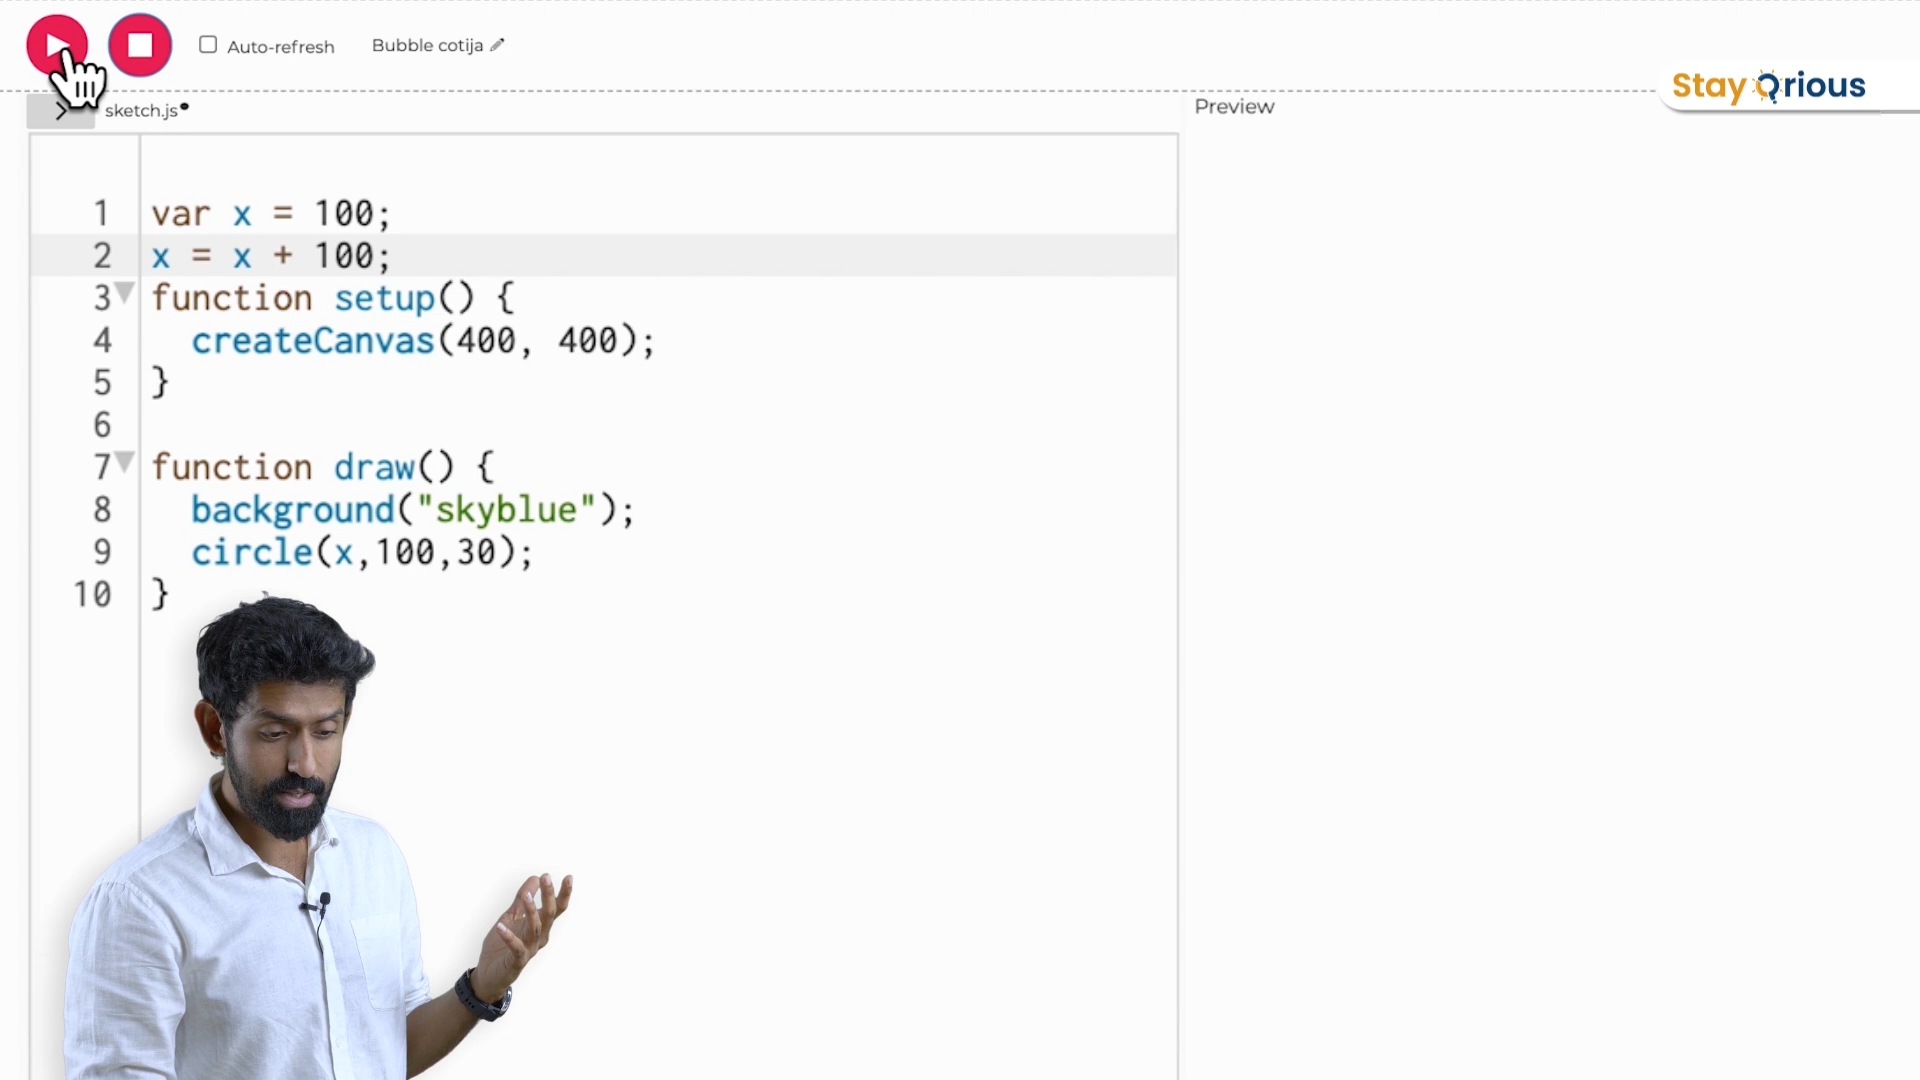 Auto-refresh Bubble cotija
Stay Qrious
> sketch.js•
Preview
1 var x = 100;
2 x = x + 100;
3 function setup() {
4 createCanvas(400, 400);
5 }
6
7 function draw() {
8 background("skyblue");
9 circle(x,100,30);
10 }